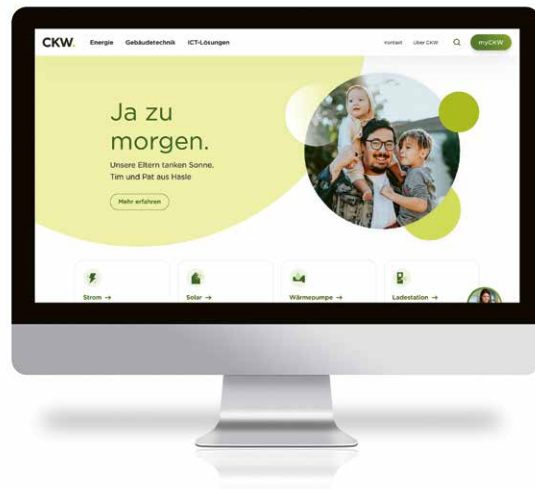 CKW.
Energie Gebäudetechnik ICT-Lösungen
Kontakt Über CKW myCKW
Ja zu
morgen.
Unsere Eltern tanken Sonne,
Tim und Pat aus Hasle
Mehr erfahren
Strom → Solar → Wärmepumpe → Ladestation →